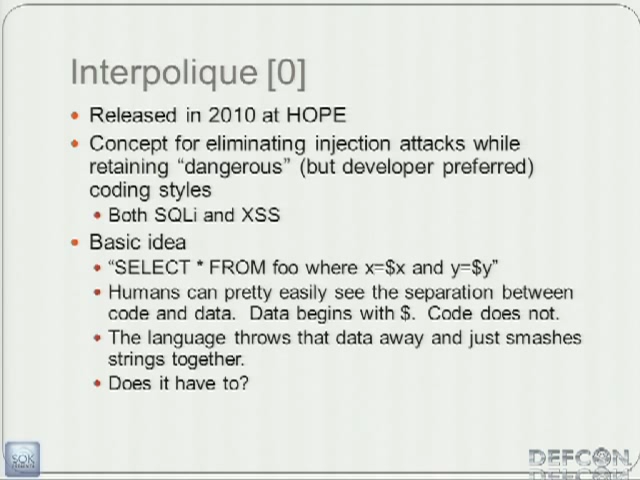 Interpolique [0]
• Released in 2010 at HOPE
• Concept for eliminating injection attacks while
retaining “dangerous” (but developer preferred)
coding styles
• Both SQLi and XSS
• Basic idea
• “SELECT * FROM foo where x=$x and y=$y”
• Humans can pretty easily see the separation between
code and data. Data begins with $. Code does not.
• The language throws that data away and just smashes
strings together.
• Does it have to?
SOK
DEFCON